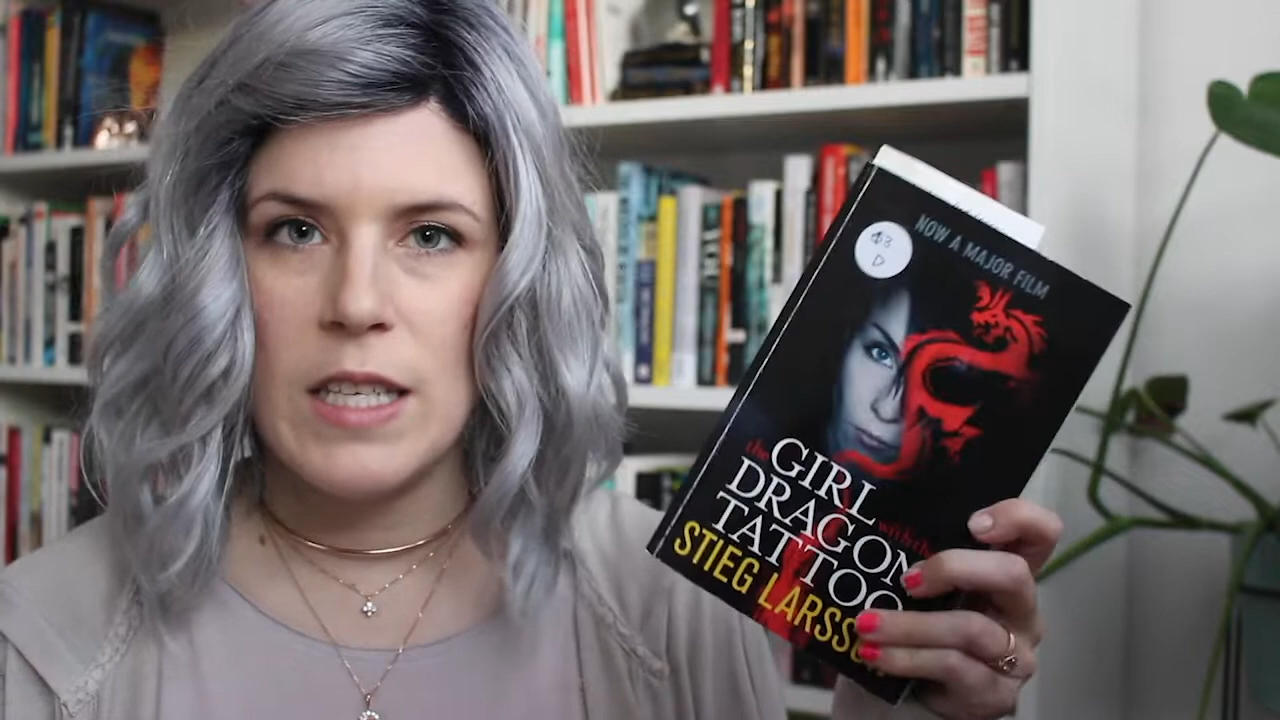 NOW A MAJOR FILM
the GIRL
with the
DRAGON
TATTOO
STIEG LARSSON